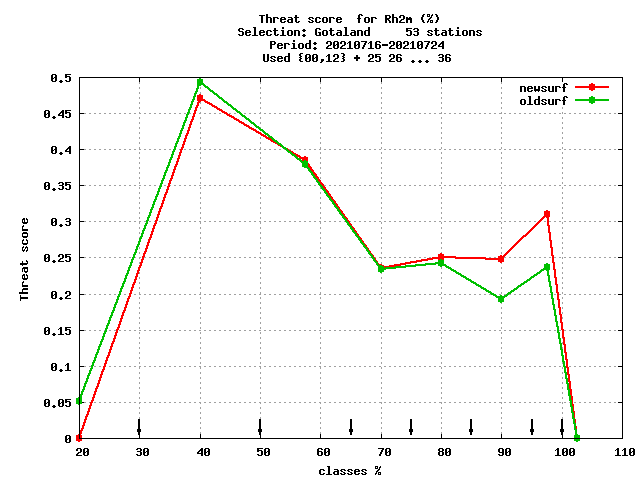 Threat score  for Rh2m (%)
Selection: Gotaland     53 stations
Period: 20210716-20210724
Used {00,12} + 25 26 ... 36
newsurf
oldsurf
Threat score
0.5
0.45
0.4
0.35
0.3
0.25
0.2
0.15
0.1
0.05
0
20 30 40 50 60 70 80 90 100 110
classes %